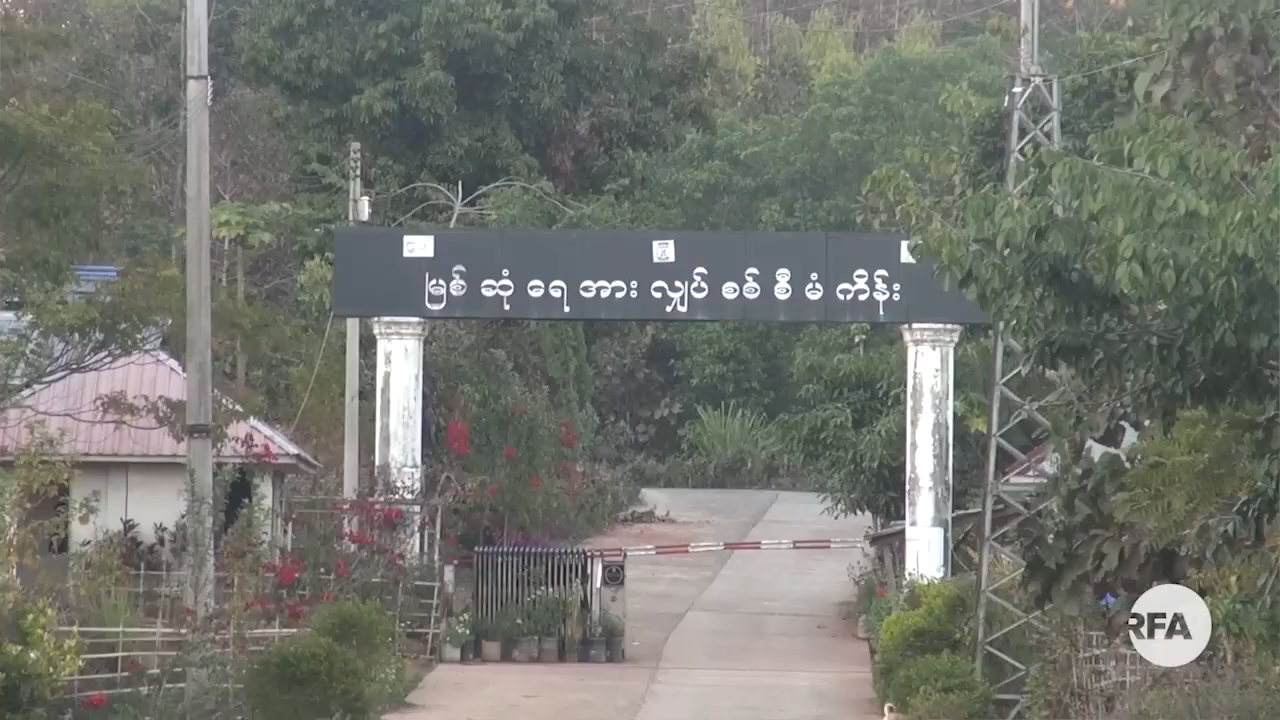 မြစ် ဆုံ ရေ အား လျှပ် စစ် စီ မံ ကိန်း
RFA